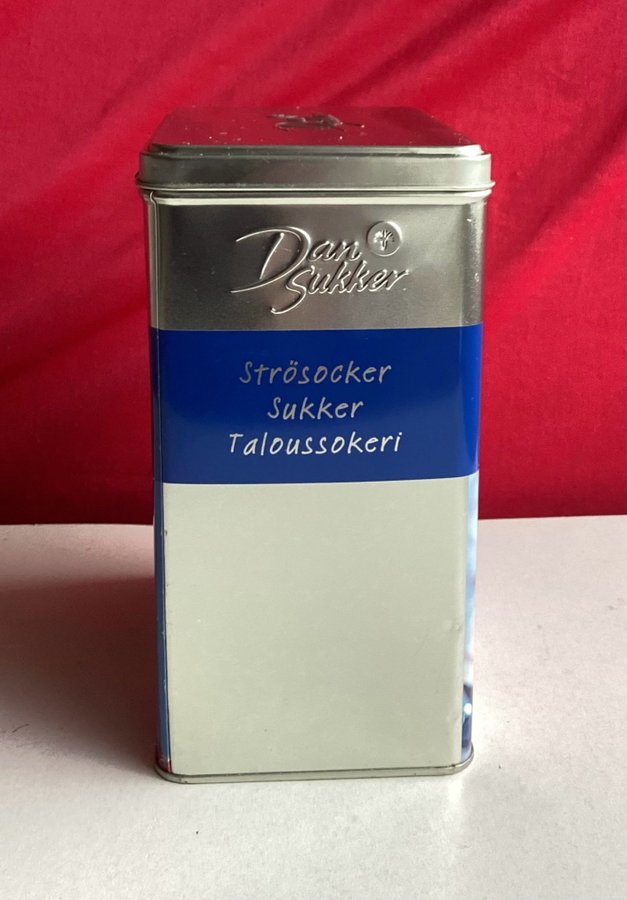 Dan
Sukker
Strösocker
Sukker
Taloussokeri